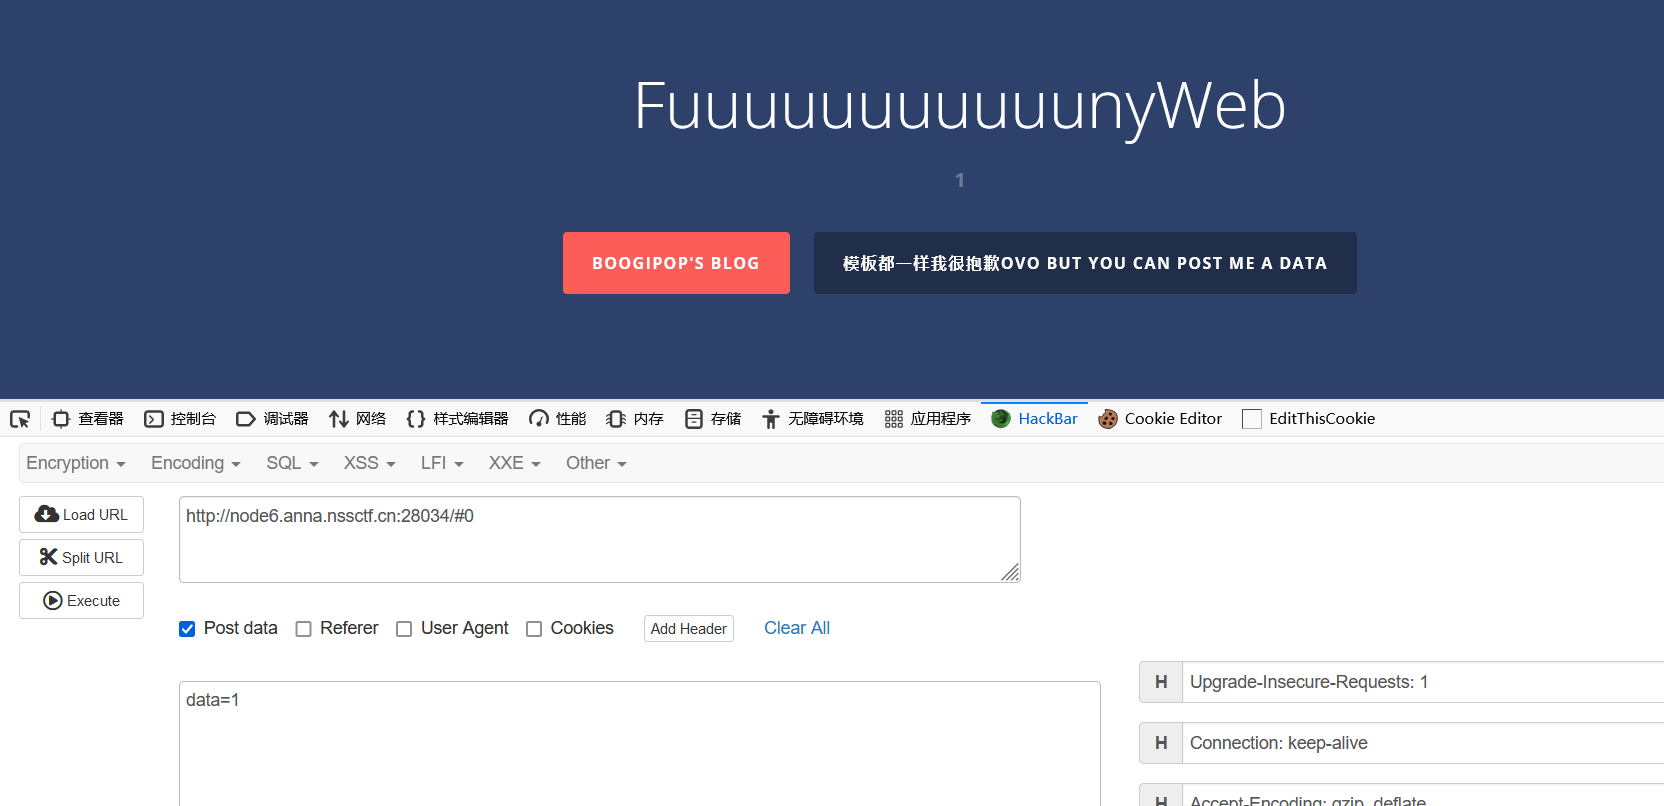 FuuuuuuuuuuunyWeb
1
BOOGIPOP'S BLOG
模板都一样我很抱歉OVO BUT YOU CAN POST ME A DATA
查看器 控制台 调试器 网络 样式编辑器 性能 内存 存储 无障碍环境 应用程序 HackBar Cookie Editor EditThisCookie
Encryption Encoding SQL XSS LFI XXE Other
Load URL
Split URL
Execute
http://node6.anna.nssctf.cn:28034/#0
Post data Referer User Agent Cookies Add Header Clear All
data=1
H Upgrade-Insecure-Requests: 1
H Connection: keep-alive
H Accept-Encoding: gzip, deflate